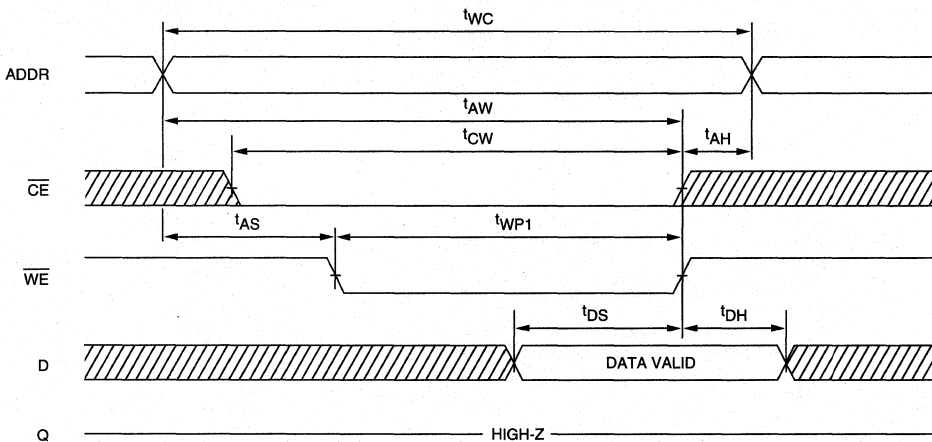 tWC
ADDR
tAW
tCW
tAH
CE
tAS
tWP1
WE
tDS
tDH
D
DATA VALID
Q
HIGH-Z